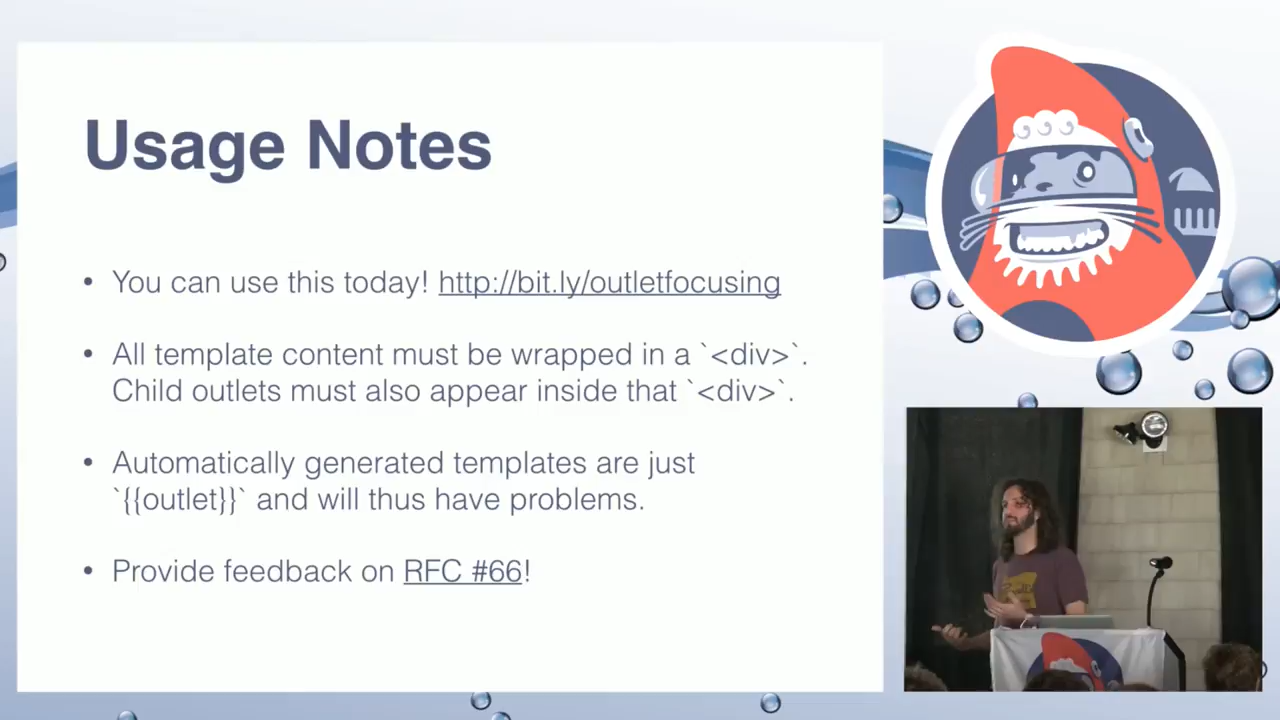 Usage Notes
• You can use this today! http://bit.ly/outletfocusing
• All template content must be wrapped in a `<div>`.
Child outlets must also appear inside that `<div>`.
• Automatically generated templates are just
`{{outlet}}` and will thus have problems.
• Provide feedback on RFC #66!